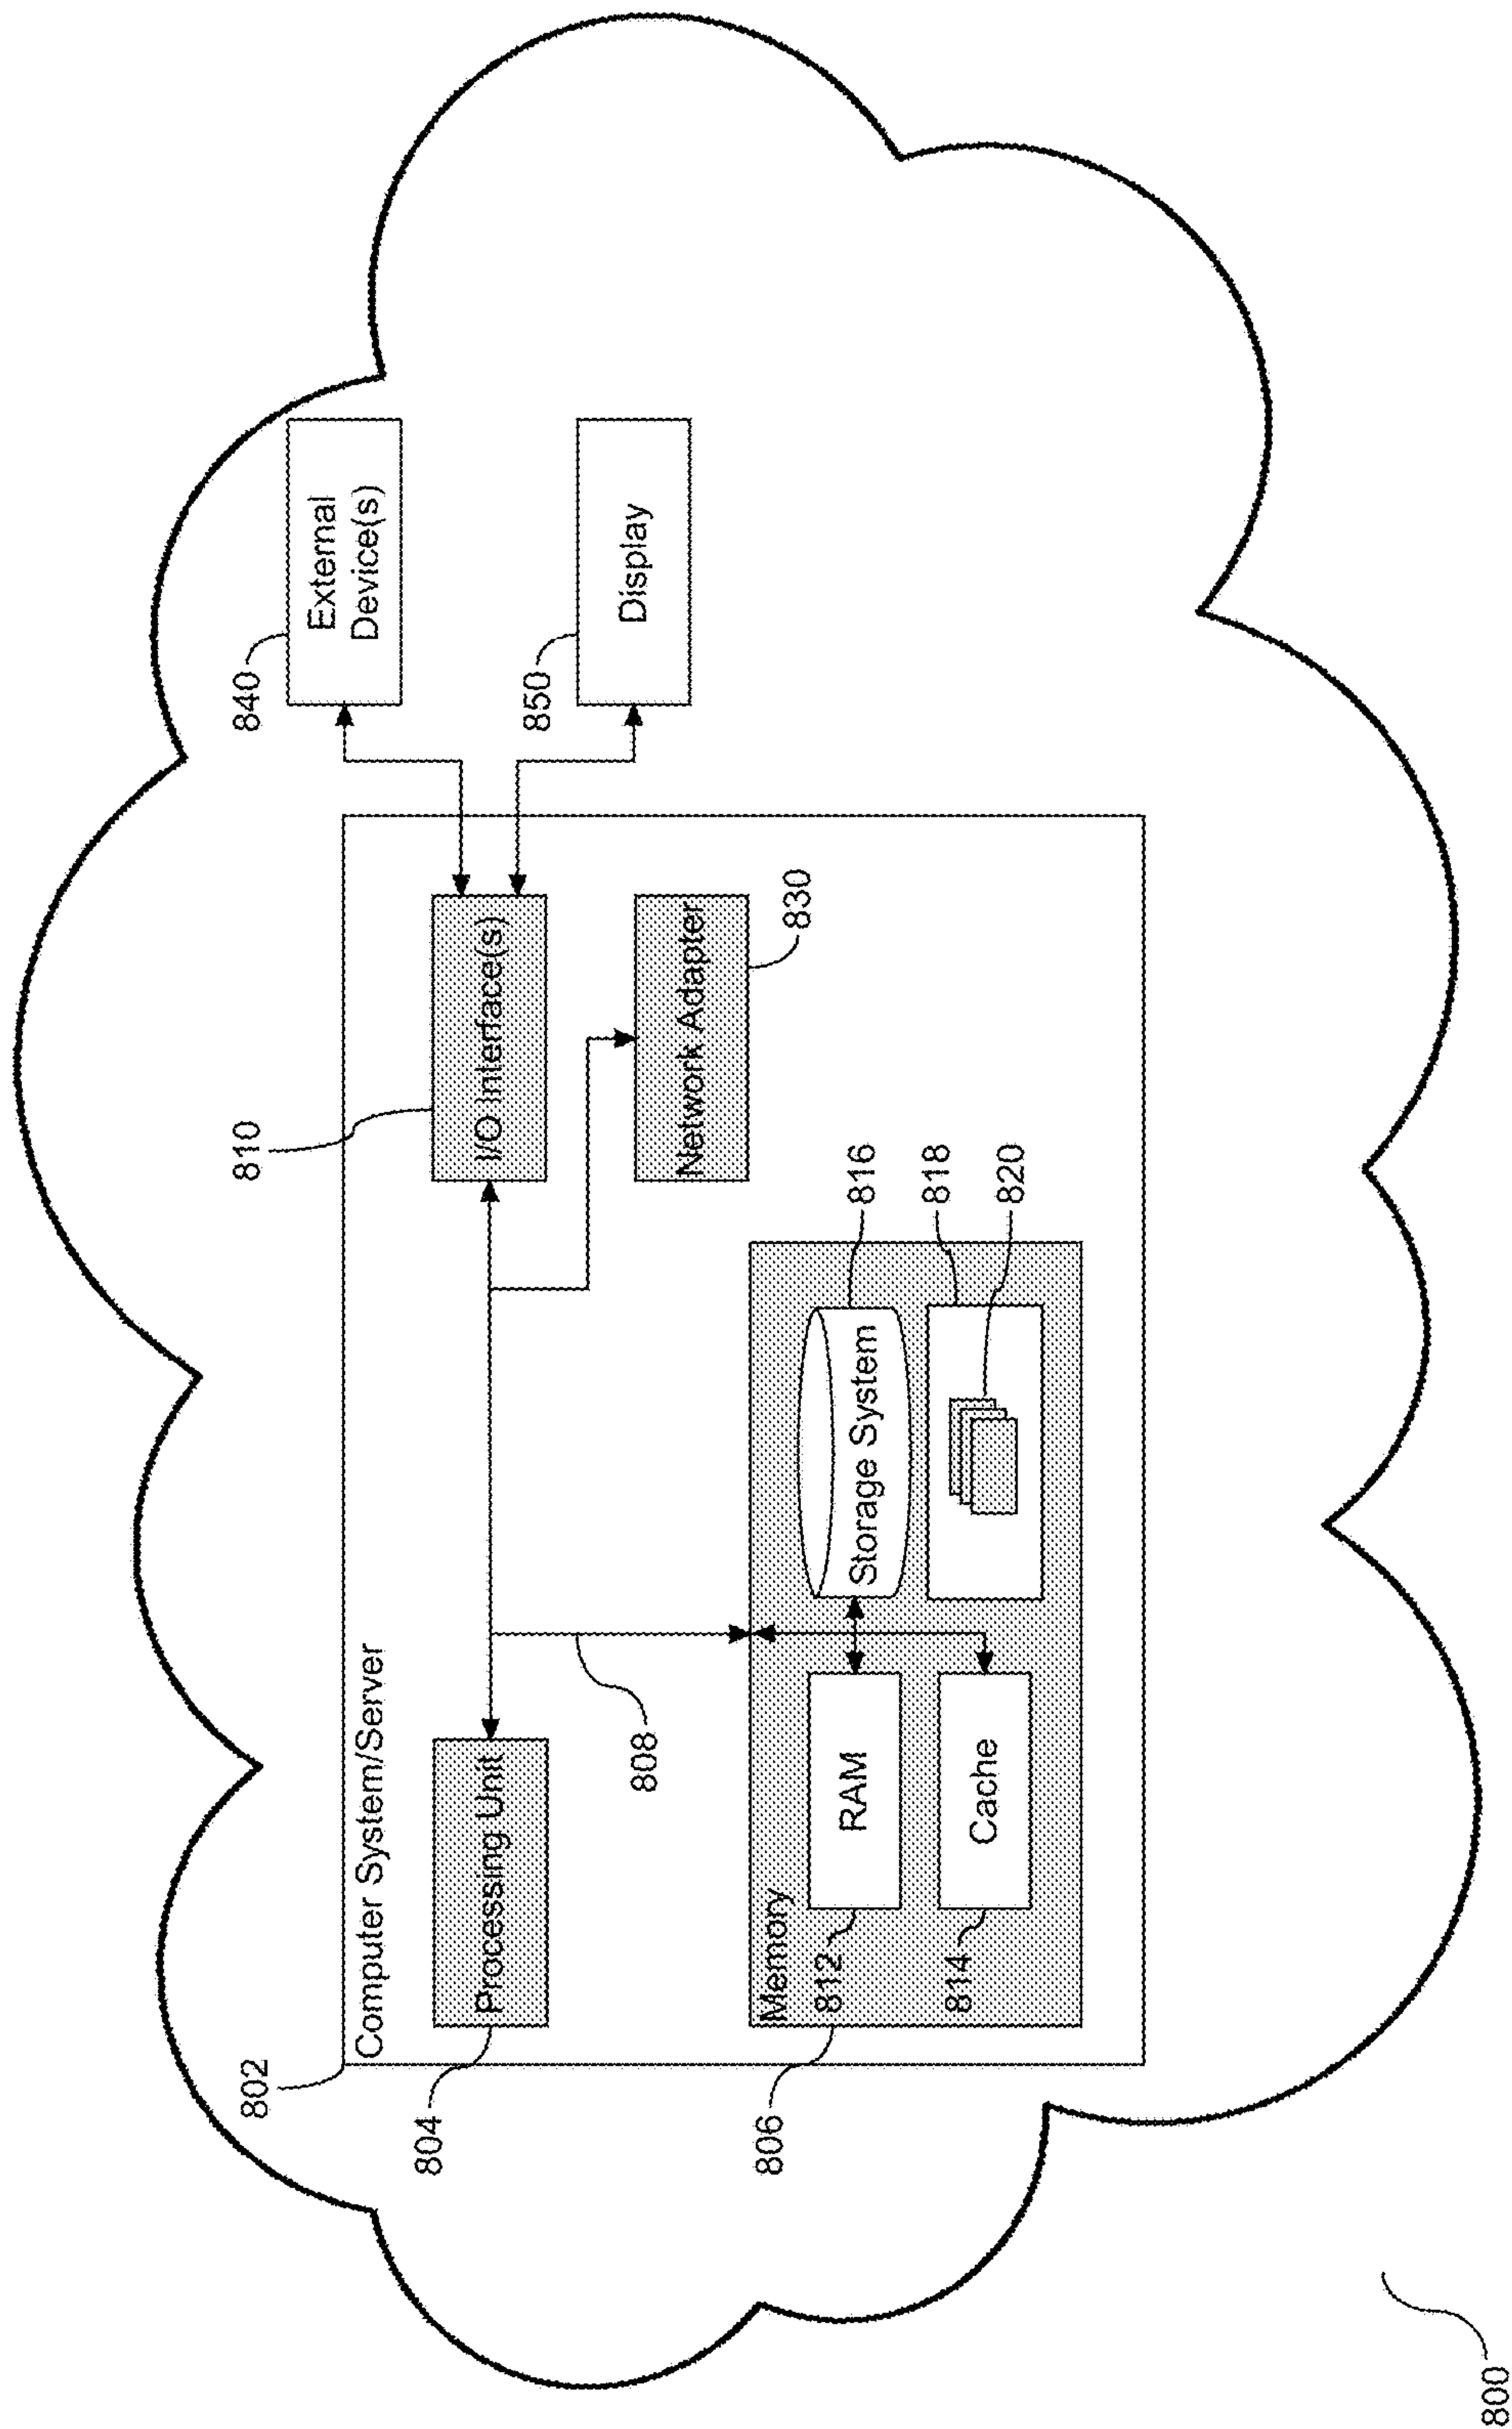 802
Computer System/Server
804
Processing Unit
810
I/O Interface(s)
840
External
Device(s)
850
Display
808
Network Adapter
830
806
Memory
812
RAM
814
Cache
Storage System
816
818
820
800